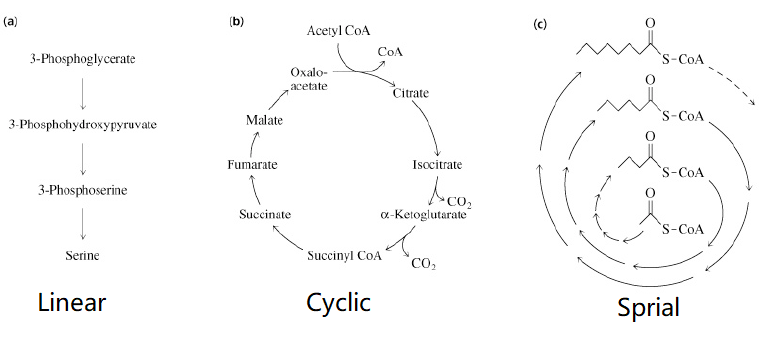 (a)
3-Phosphoglycerate
3-Phosphohydroxypyruvate
3-Phosphoserine
Serine
Linear
(b)
Acetyl CoA
CoA
Oxalo-
acetate
Citrate
Malate
Isocitrate
Fumarate
CO2
α-Ketoglutarate
Succinate
Succinyl CoA
CO2
Cyclic
(c)
O
S-CoA
O
S-CoA
O
S-CoA
O
S-CoA
Sprial